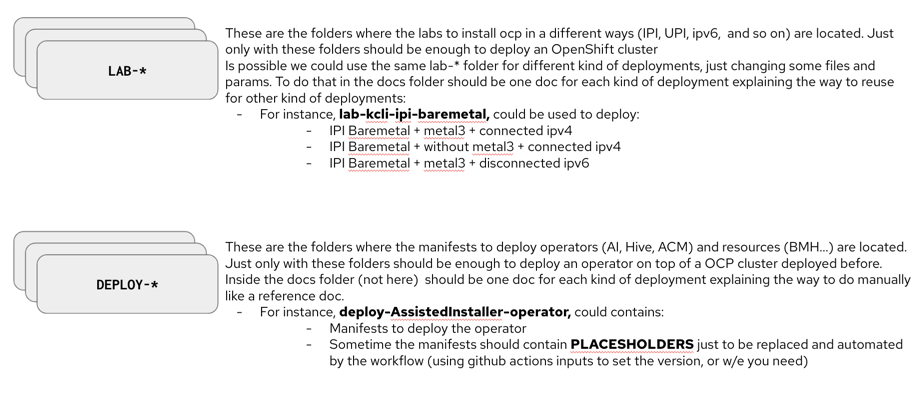 LAB-*
These are the folders where the labs to install ocp in a different ways (IPI, UPI, ipv6, and so on) are located. Just
only with these folders should be enough to deploy an OpenShift cluster
Is possible we could use the same lab-* folder for different kind of deployments, just changing some files and
params. To do that in the docs folder should be one doc for each kind of deployment explaining the way to reuse
for other kind of deployments:
- For instance, lab-kcli-ipi-baremetal, could be used to deploy:
- IPI Baremetal + metal3 + connected ipv4
- IPI Baremetal + without metal3 + connected ipv4
- IPI Baremetal + metal3 + disconnected ipv6
DEPLOY-*
These are the folders where the manifests to deploy operators (AI, Hive, ACM) and resources (BMH...) are located.
Just only with these folders should be enough to deploy an operator on top of a OCP cluster deployed before.
Inside the docs folder (not here) should be one doc for each kind of deployment explaining the way to do manually
like a reference doc.
- For instance, deploy-AssistedInstaller-operator, could contains:
- Manifests to deploy the operator
- Sometime the manifests should contain PLACESHOLDERS just to be replaced and automated
by the workflow (using github actions inputs to set the version, or w/e you need)